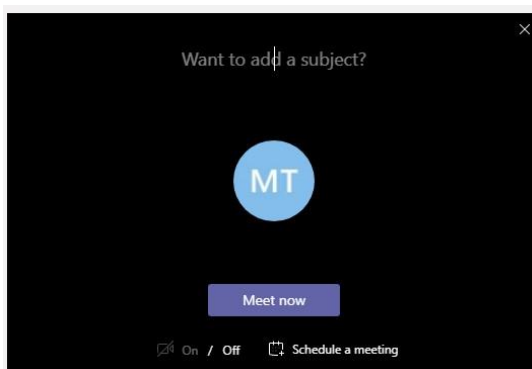 Want to add a subject?
MT
Meet now
On / Off Schedule a meeting